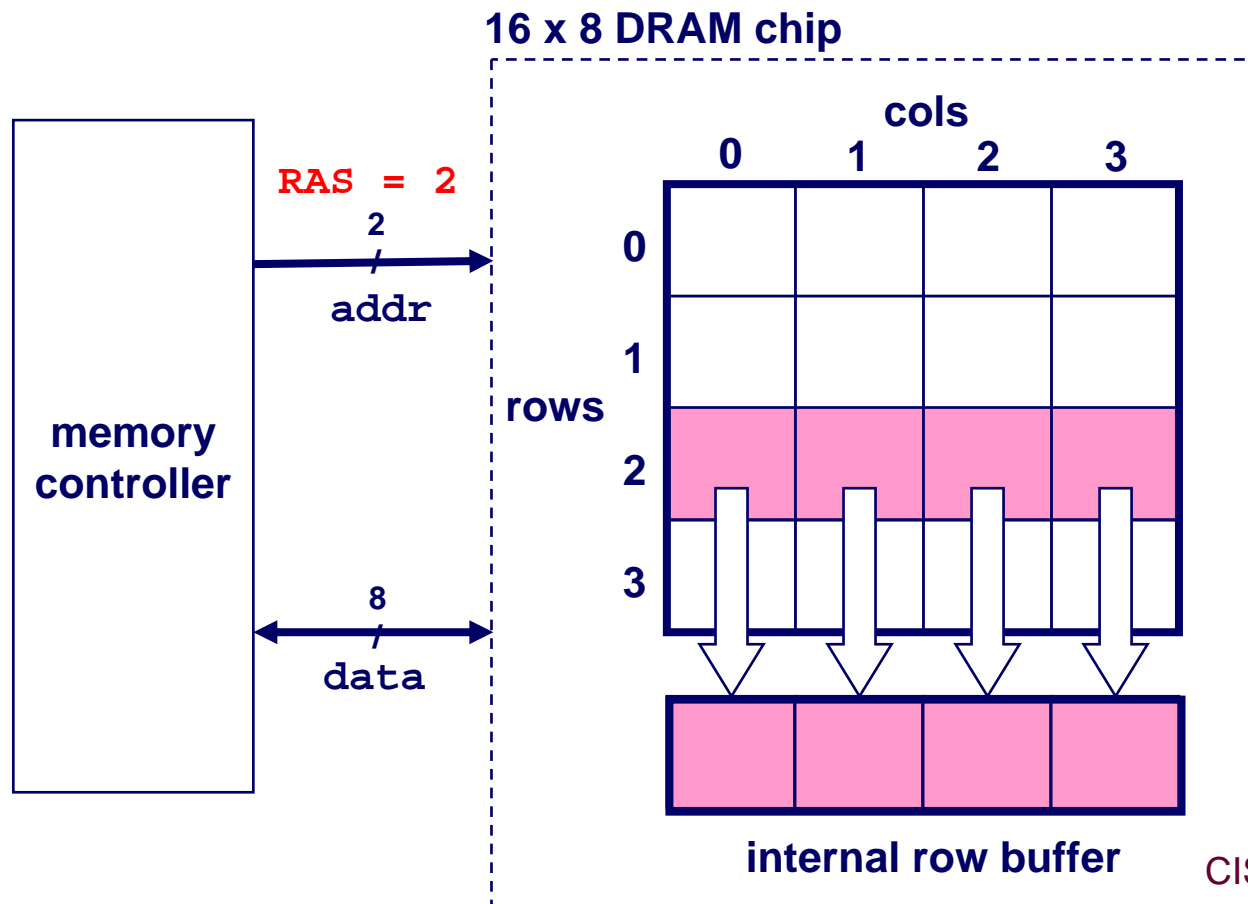 16 x 8 DRAM chip
cols
0 1 2 3
RAS = 2
2
/
addr
0
1
rows
2
3
memory
controller
8
/
data
internal row buffer
CIS